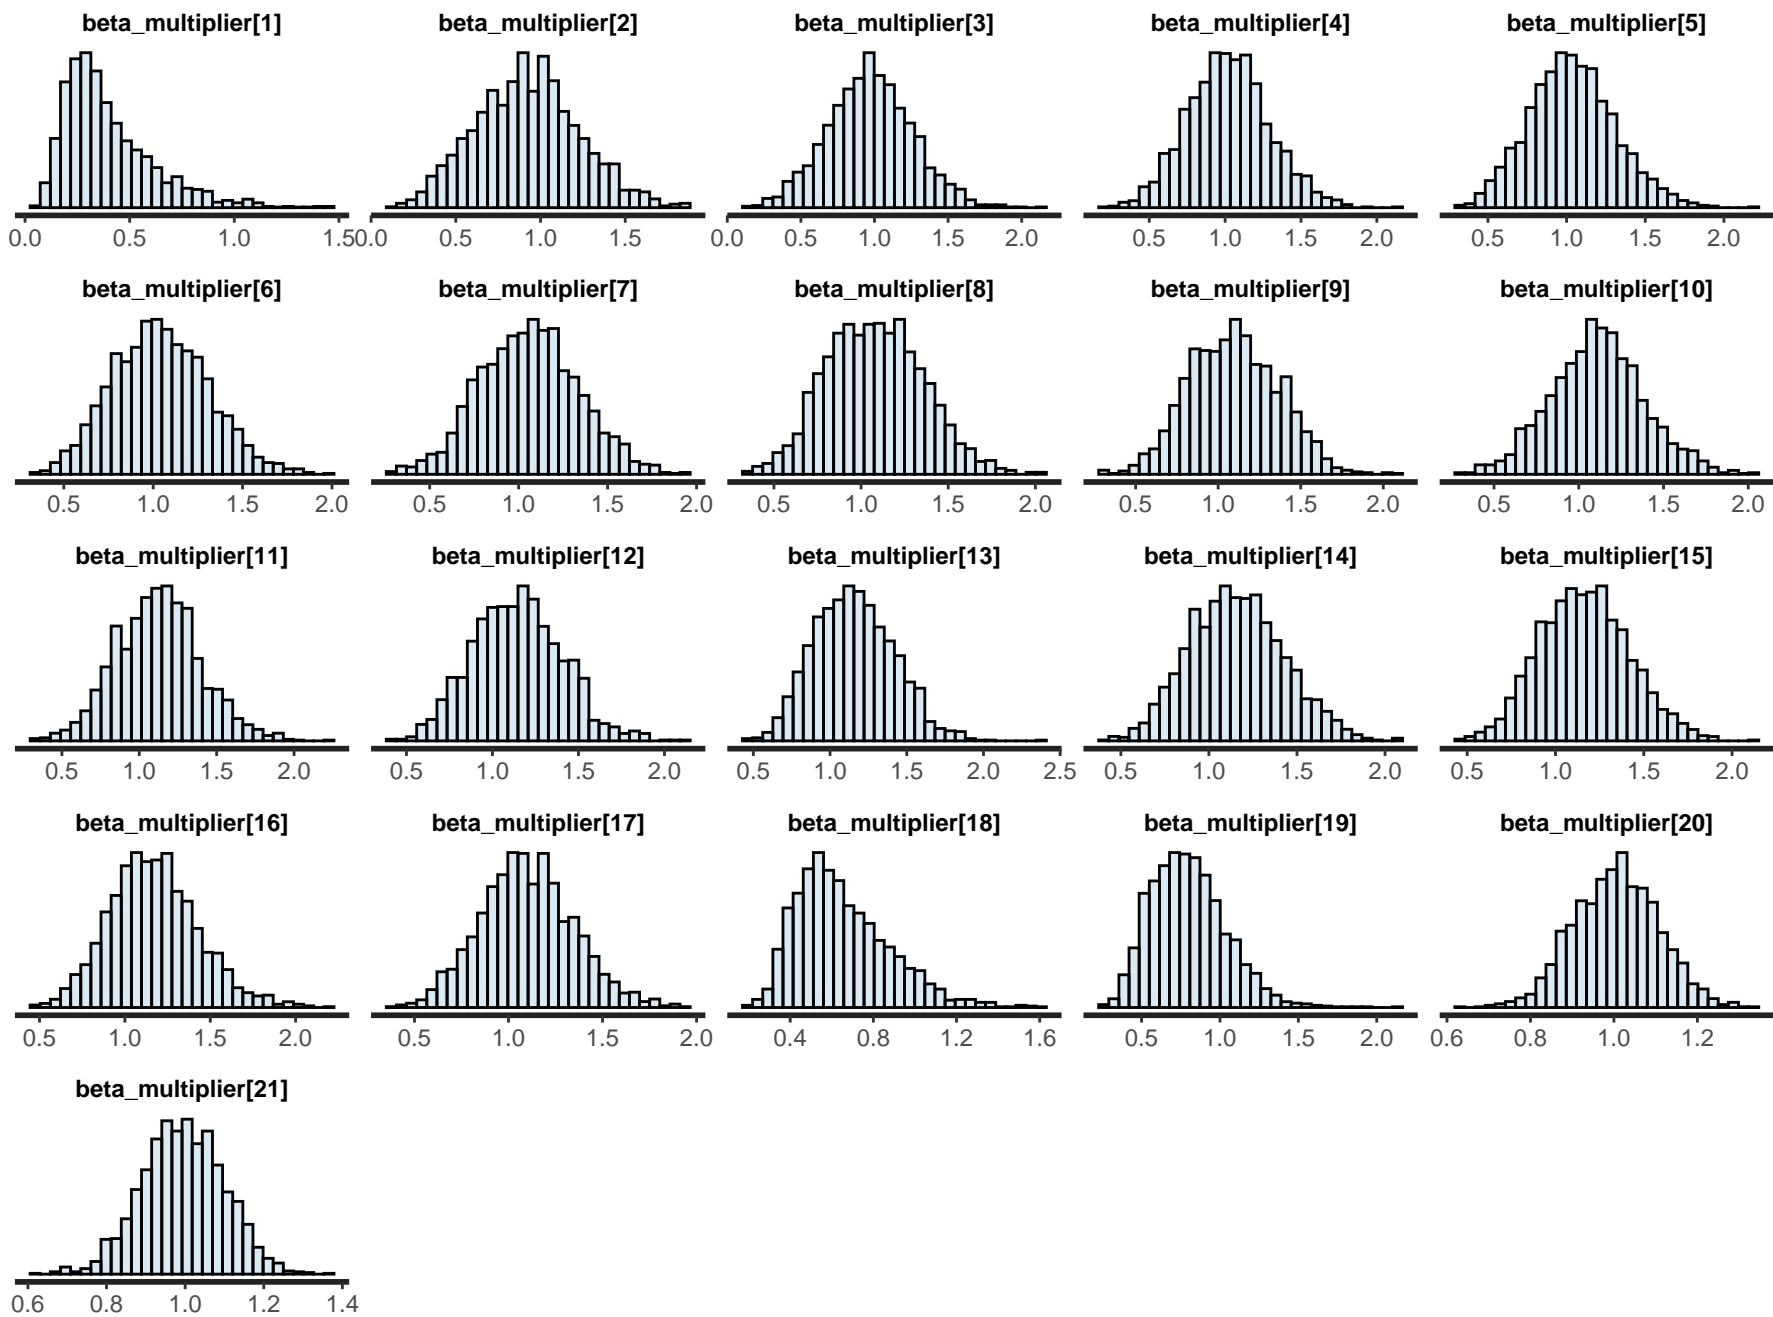 beta_multiplier[1] beta_multiplier[2] beta_multiplier[3] beta_multiplier[4] beta_multiplier[5]
0.0 0.5 1.0 1.5 0.0 0.5 1.0 1.5 0.0 0.5 1.0 1.5 2.0 0.5 1.0 1.5 2.0 0.5 1.0 1.5 2.0
beta_multiplier[6] beta_multiplier[7] beta_multiplier[8] beta_multiplier[9] beta_multiplier[10]
0.5 1.0 1.5 2.0 0.5 1.0 1.5 2.0 0.5 1.0 1.5 2.0 0.5 1.0 1.5 2.0 0.5 1.0 1.5 2.0
beta_multiplier[11] beta_multiplier[12] beta_multiplier[13] beta_multiplier[14] beta_multiplier[15]
0.5 1.0 1.5 2.0 0.5 1.0 1.5 2.0 0.5 1.0 1.5 2.0 2.5 0.5 1.0 1.5 2.0 0.5 1.0 1.5 2.0
beta_multiplier[16] beta_multiplier[17] beta_multiplier[18] beta_multiplier[19] beta_multiplier[20]
0.5 1.0 1.5 2.0 0.5 1.0 1.5 2.0 0.4 0.8 1.2 1.6 0.5 1.0 1.5 2.0 0.6 0.8 1.0 1.2
beta_multiplier[21]
0.6 0.8 1.0 1.2 1.4